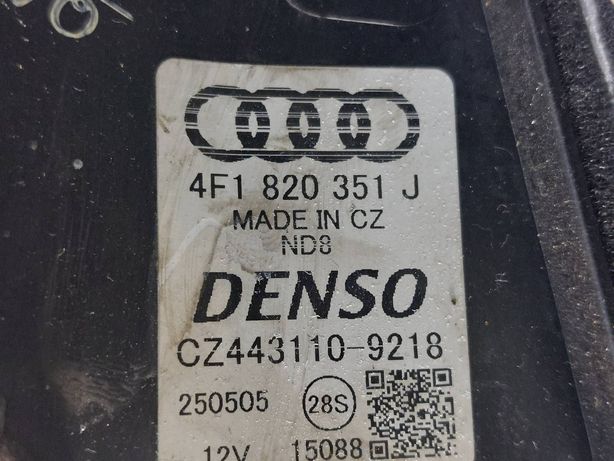 4F1 820 351 J
MADE IN CZ
ND8
DENSO
CZ443110-9218
250505 28S
12V 15088